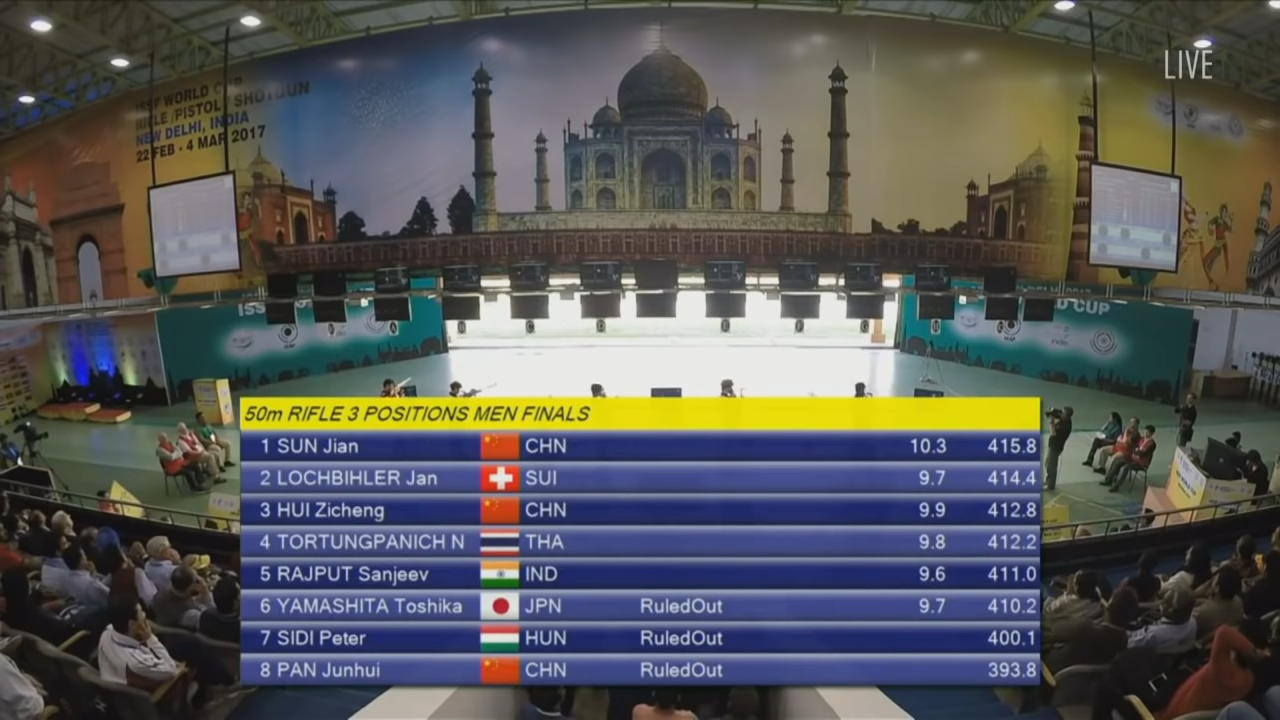 LIVE
ISSF WORLD CUP
RIFLE /PISTOL/ SHOTGUN
NEW DELHI, INDIA
22 FEB - 4 MAR 2017
ISS
D CUP
50m RIFLE 3 POSITIONS MEN FINALS
1 SUN Jian CHN 10.3 415.8
2 LOCHBIHLER Jan SUI 9.7 414.4
3 HUI Zicheng CHN 9.9 412.8
4 TORTUNGPANICH N THA 9.8 412.2
5 RAJPUT Sanjeev IND 9.6 411.0
6 YAMASHITA Toshika JPN RuledOut 9.7 410.2
7 SIDI Peter HUN RuledOut 400.1
8 PAN Junhui CHN RuledOut 393.8